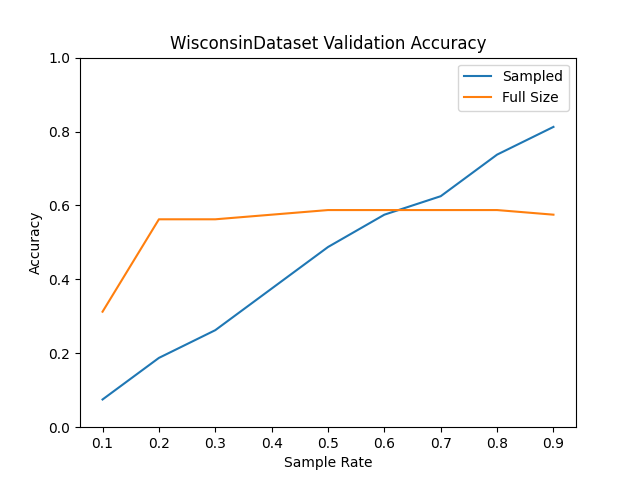 WisconsinDataset Validation Accuracy
Sampled
Full Size
Accuracy
1.0
0.8
0.6
0.4
0.2
0.0
0.1 0.2 0.3 0.4 0.5 0.6 0.7 0.8 0.9
Sample Rate